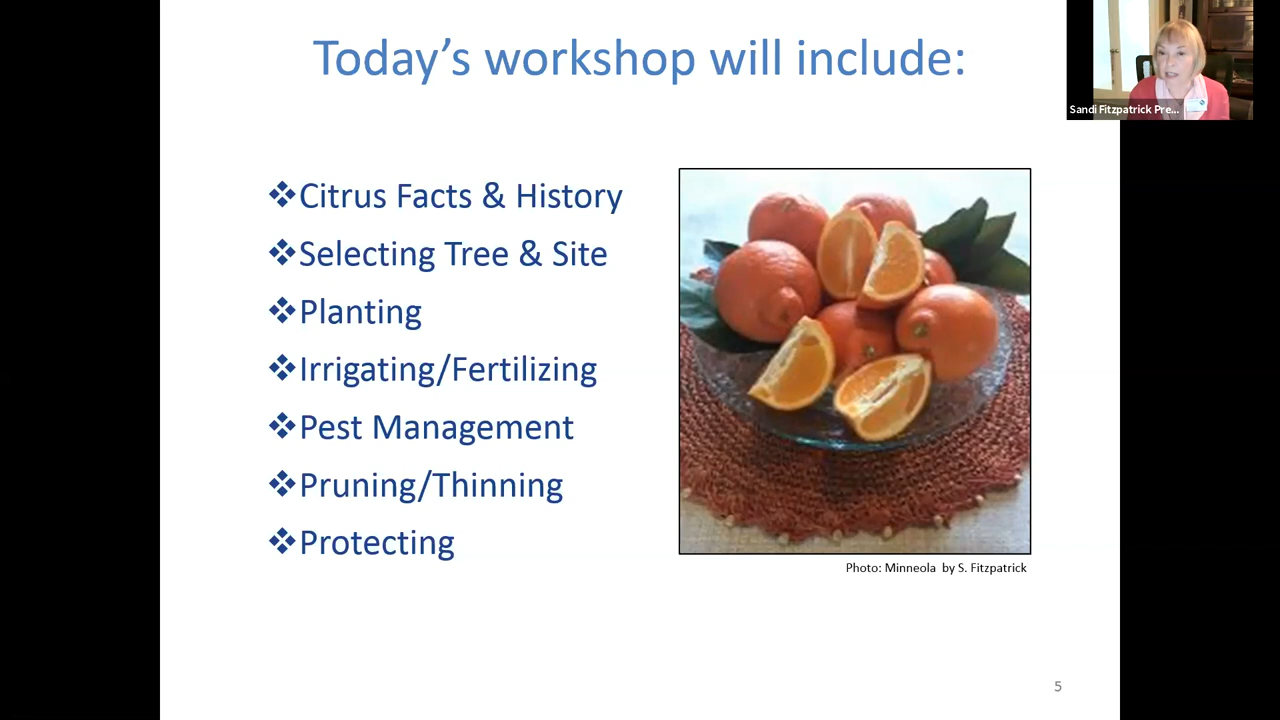 Today's workshop will include:
Sandi Fitzpatrick Pre...
❖Citrus Facts & History
❖Selecting Tree & Site
❖Planting
❖Irrigating/Fertilizing
❖Pest Management
❖Pruning/Thinning
❖Protecting
Photo: Minneola by S. Fitzpatrick
5